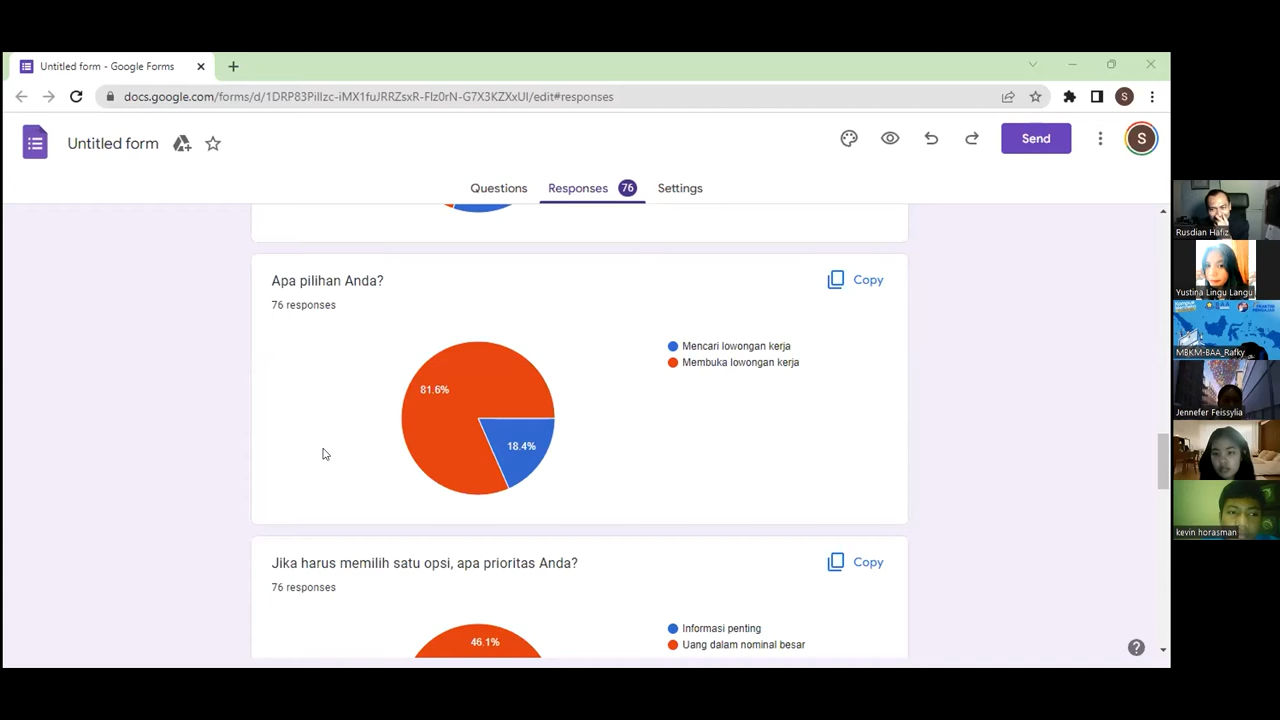 Untitled form - Google Forms
docs.google.com/forms/d/1DRP83PiIlzc-iMX1fuJRRZsxR-FIz0rN-G7X3KZXxUI/edit#responses
S
Untitled form
Send
S
Questions
Responses
76
Settings
Apa pilihan Anda?
Copy
76 responses
Mencari lowongan kerja
Membuka lowongan kerja
81.6%
18.4%
Jika harus memilih satu opsi, apa prioritas Anda?
Copy
76 responses
Informasi penting
46.1%
Uang dalam nominal besar
Rusdian Hafiz
Yustina Lingu Langu
MBKM-BAA_Rafky
Jennefer Feissylia
kevin horasman